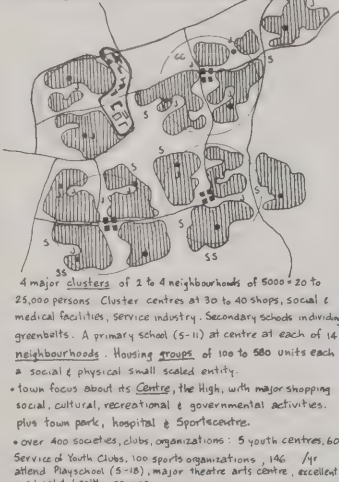 CC
S
S
S
S
S
S
S
S
SS
SS
4 major clusters of 2 to 4 neighbourhoods of 5000 = 20 to
25,000 persons Cluster centres at 30 to 40 shops, social &
medical facilities, service industry. Secondary schools
greenbelts. A primary school (5-11) at centre at each of 14
neighbourhoods. Housing groups of 100 to 580 units each
a social & physical small scaled entity.
• town focus about its Centre, the High, with major shopping
social, cultural, recreational & governmental activities.
plus town park, hospital & Sportscentre.
• over 400 societies, clubs, organizations: 5 youth centres, 60
Service of Youth Clubs, 100 sports organizations, 146 /yr
attend Playschool (5-18), major theatre arts centre, excellent